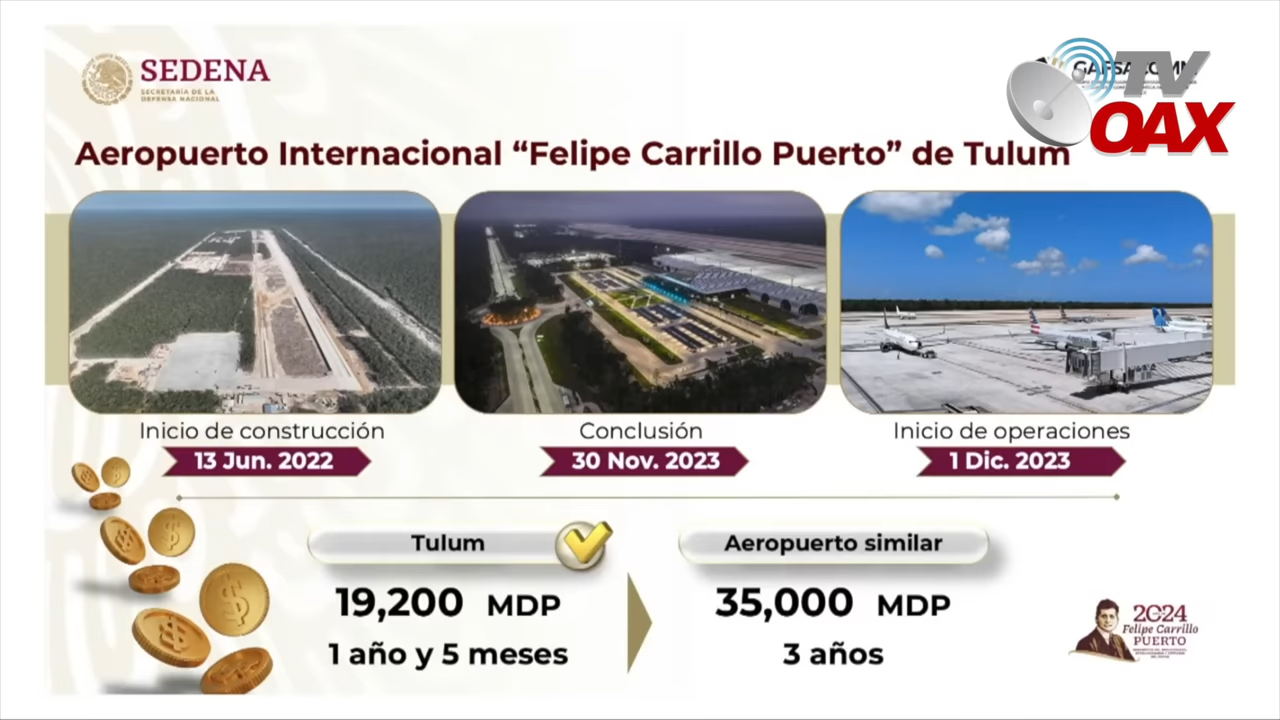 SEDENA
SECRETARÍA DE LA
DEFENSA NACIONAL
TV
OAX
Aeropuerto Internacional “Felipe Carrillo Puerto” de Tulum
Inicio de construcción
13 Jun. 2022
Conclusión
30 Nov. 2023
Inicio de operaciones
1 Dic. 2023
Tulum
19,200 MDP
1 año y 5 meses
Aeropuerto similar
35,000 MDP
3 años
2024
Felipe Carrillo
PUERTO